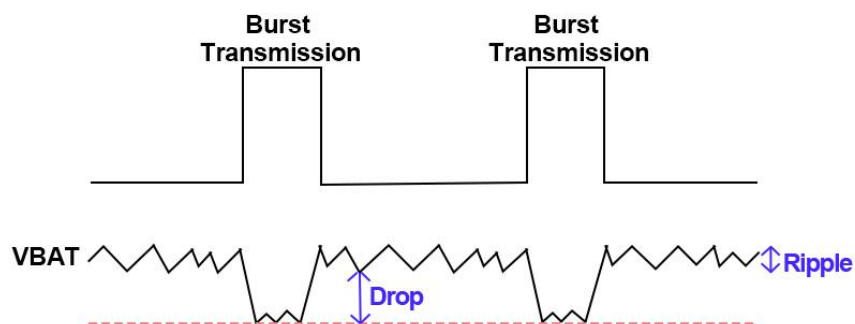 Burst
Transmission
Burst
Transmission
VBAT
Drop
Ripple